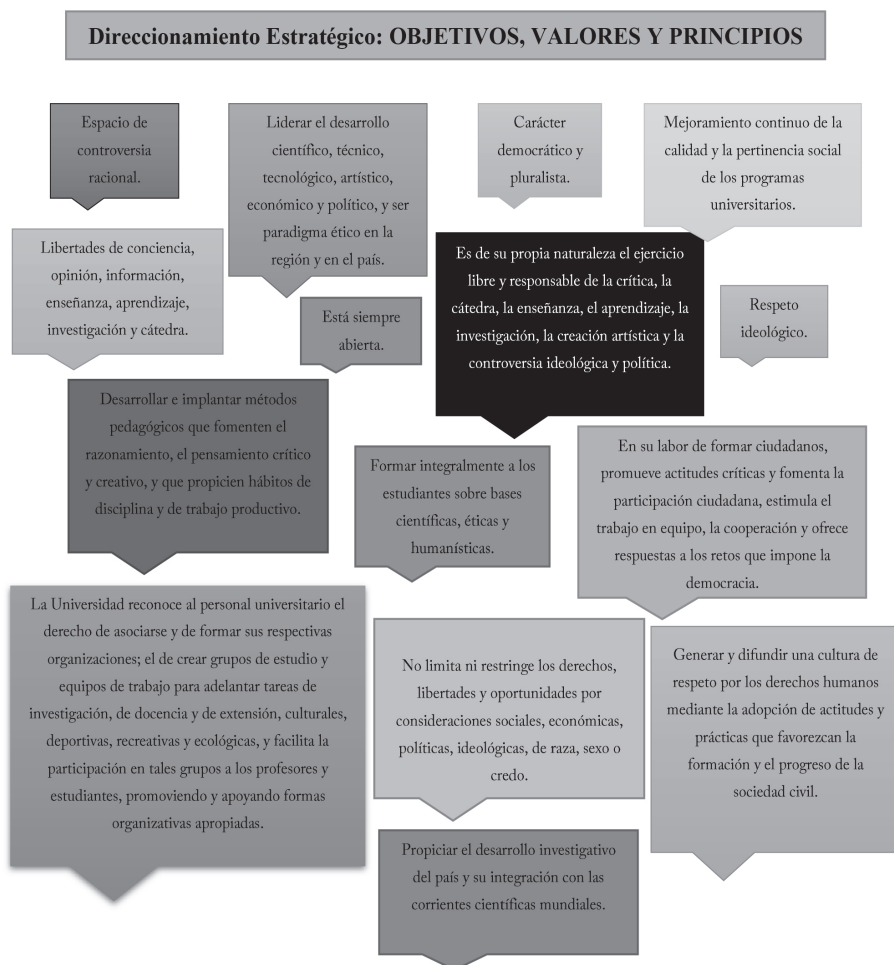 Direccionamiento Estratégico: OBJETIVOS, VALORES Y PRINCIPIOS
Espacio de
controversia
racional.
Liderar el desarrollo
científico, técnico,
tecnológico, artístico,
económico y político, y ser
paradigma ético en la
región y en el país.
Carácter
democrático y
pluralista.
Mejoramiento continuo de la
calidad y la pertinencia social
de los programas
universitarios.
Libertades de conciencia,
opinión, información,
enseñanza, aprendizaje,
investigación y cátedra.
Está siempre
abierta.
Es de su propia naturaleza el ejercicio
libre y responsable de la crítica, la
cátedra, la enseñanza, el aprendizaje, la
investigación, la creación artística y la
controversia ideológica y política.
Respeto
ideológico.
Desarrollar e implantar métodos
pedagógicos que fomenten el
razonamiento, el pensamiento crítico
y creativo, y que propicien hábitos de
disciplina y de trabajo productivo.
Formar integralmente a los
estudiantes sobre bases
científicas, éticas y
humanísticas.
En su labor de formar ciudadanos,
promueve actitudes críticas y fomenta la
participación ciudadana, estimula el
trabajo en equipo, la cooperación y ofrece
respuestas a los retos que impone la
democracia.
La Universidad reconoce al personal universitario el
derecho de asociarse y de formar sus respectivas
organizaciones; el de crear grupos de estudio y
equipos de trabajo para adelantar tareas de
investigación, de docencia y de extensión, culturales,
deportivas, recreativas y ecológicas, y facilita la
participación en tales grupos a los profesores y
estudiantes, promoviendo y apoyando formas
organizativas apropiadas.
No limita ni restringe los derechos,
libertades y oportunidades por
consideraciones sociales, económicas,
políticas, ideológicas, de raza, sexo o
credo.
Generar y difundir una cultura de
respeto por los derechos humanos
mediante la adopción de actitudes y
prácticas que favorezcan la
formación y el progreso de la
sociedad civil.
Propiciar el desarrollo investigativo
del país y su integración con las
corrientes científicas mundiales.